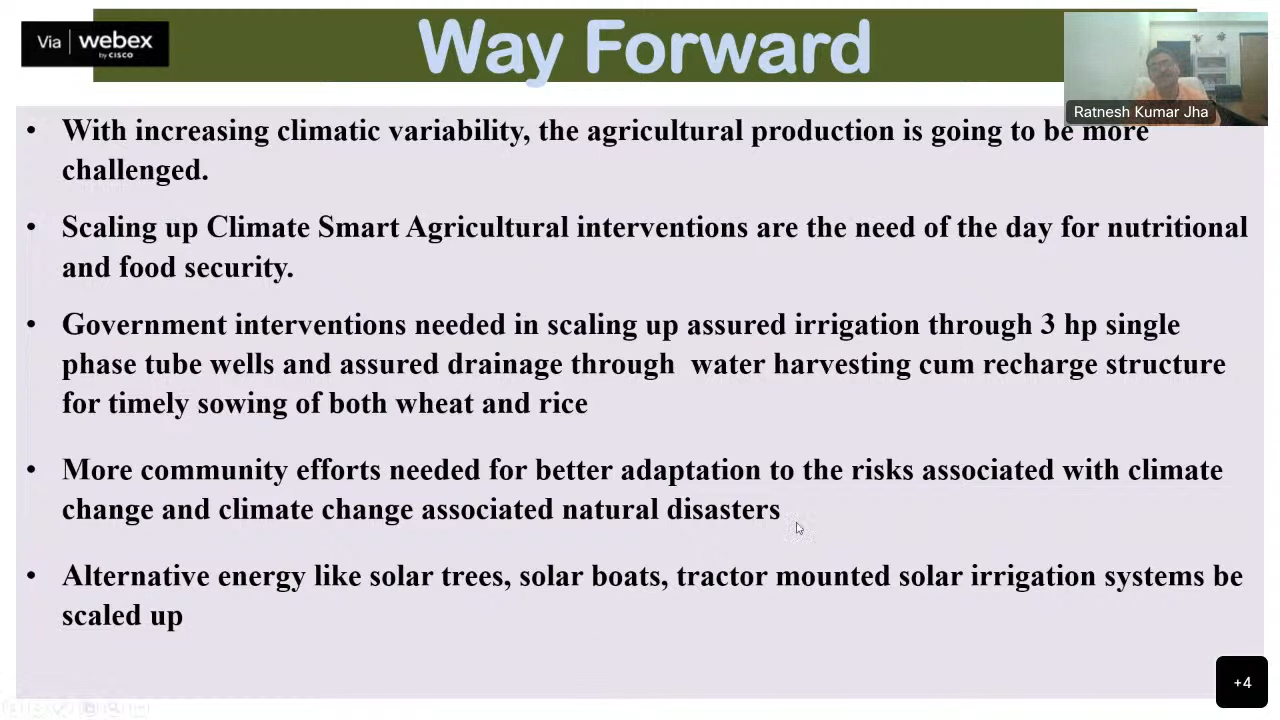 Via webex
by CISCO
Way Forward
Ratnesh Kumar Jha
• With increasing climatic variability, the agricultural production is going to be more
challenged.
• Scaling up Climate Smart Agricultural interventions are the need of the day for nutritional
and food security.
• Government interventions needed in scaling up assured irrigation through 3 hp single
phase tube wells and assured drainage through water harvesting cum recharge structure
for timely sowing of both wheat and rice
• More community efforts needed for better adaptation to the risks associated with climate
change and climate change associated natural disasters
• Alternative energy like solar trees, solar boats, tractor mounted solar irrigation systems be
scaled up
+4